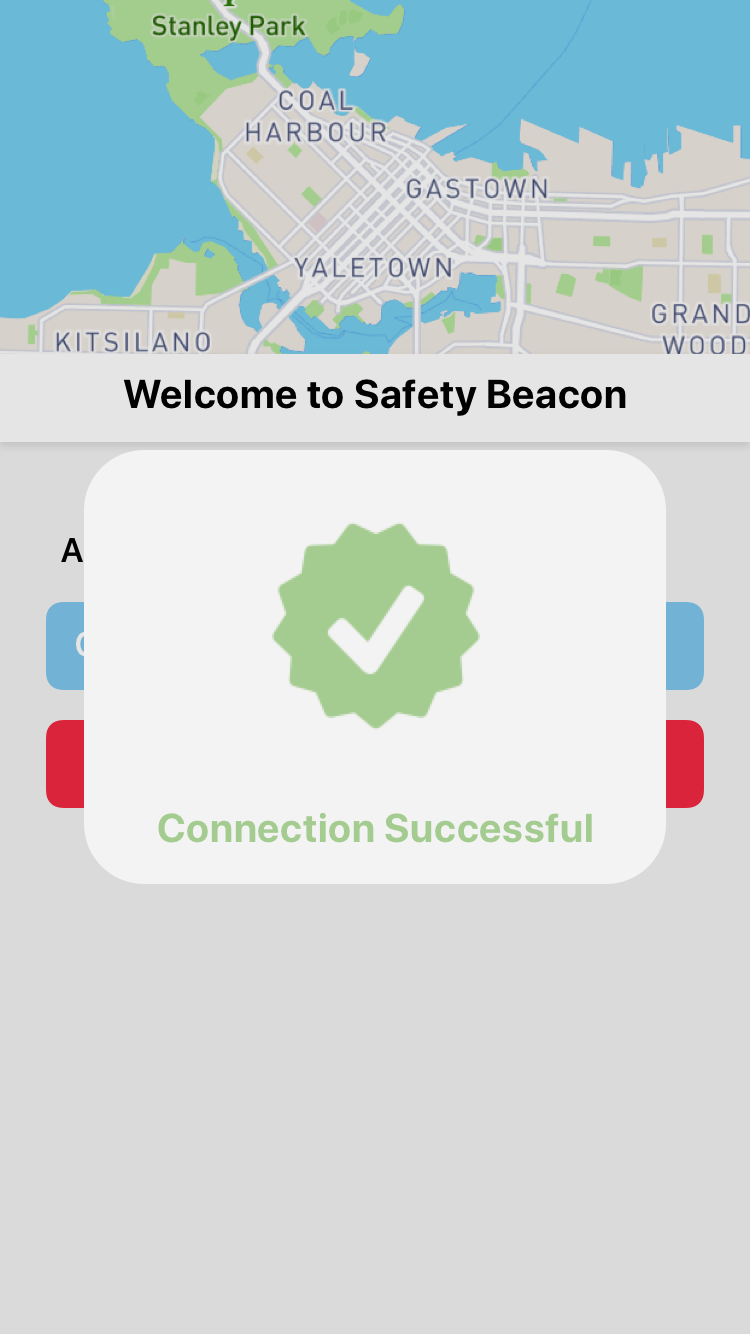 Stanley Park
COAL
HARBOUR
GASTOWN
YALETOWN
GRAND
KITSILANO
WOOD
Welcome to Safety Beacon
A
Connection Successful